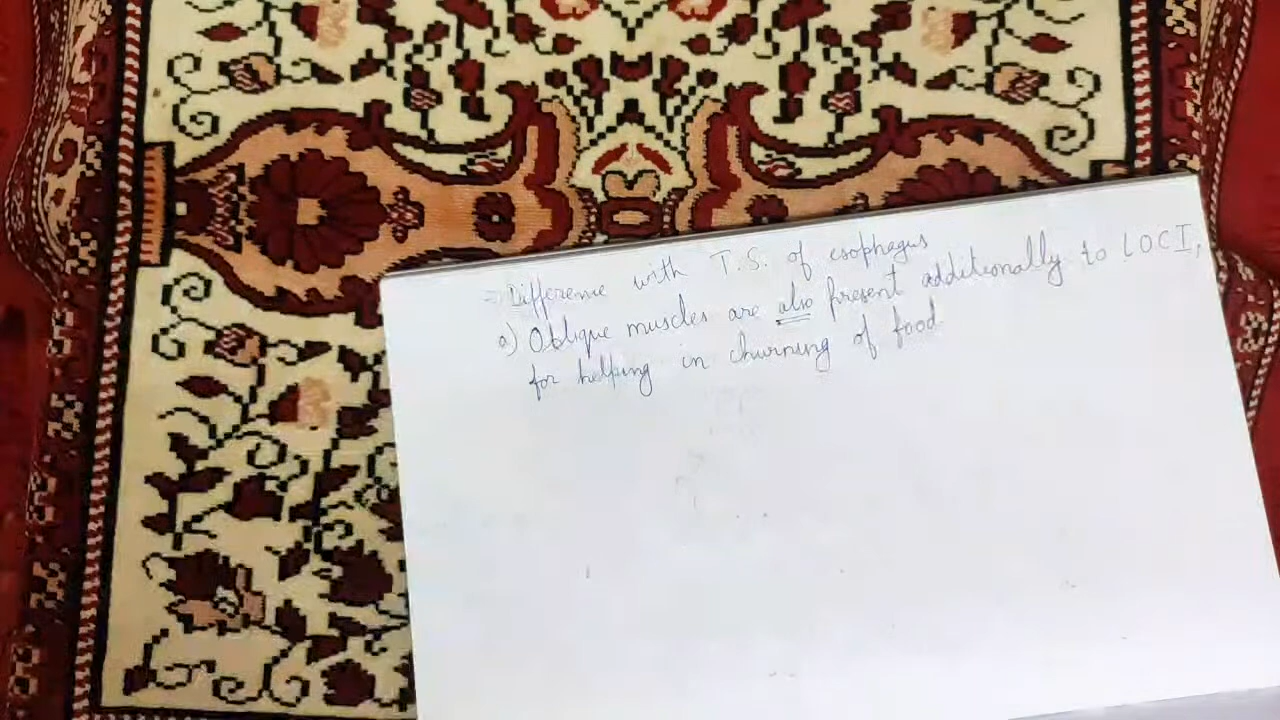 = Difference with T.S. of esophagus
a) Oblique muscles are also present additionally to LOCI,
for helping in churning of food